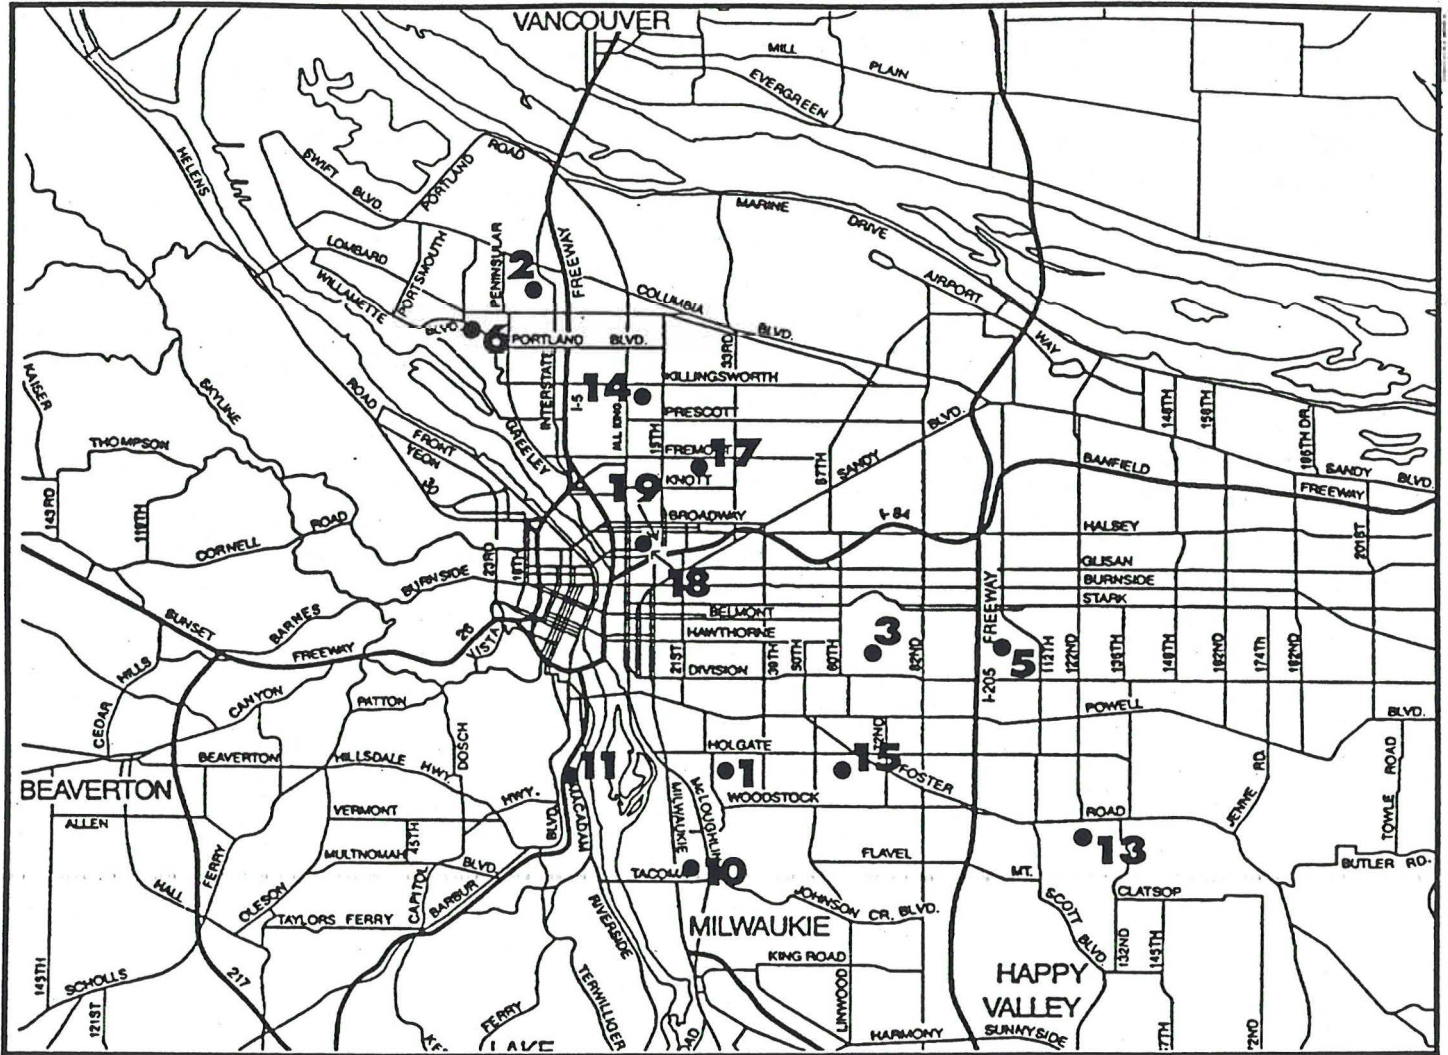 VANCOUVER
MILL
PLAIN
EVERGREEN
ROAD
HELENS
SWIFT
BLVD.
PORTLAND
MARINE
DRIVE
LOMBARD
PORTSMOUTH
PENINSULAR
FREEWAY
2
WILLAMETTE
COLUMBIA
BLVD.
AIRPORT
WAY
BLVD.
6
PORTLAND BLVD.
33RD
KAISER
SKYLINE
ROAD
INTERSTATE
I-5
14
KILLINGSWORTH
PRESCOTT
BLVD.
148TH
158TH
185TH DR.
THOMPSON
FRONT
YEON
GREELEY
15TH
FREMONT
17
KNOTT
67TH
SANDY
BANFIELD
FREEWAY
SANDY
BLVD.
143RD
119TH
CORNELL
ROAD
19
BROADWAY
I-84
HALSEY
201ST
23RD
BURNSIDE
18
GLISAN
BURNSIDE
STARK
SUNSET
BARNES
26
VISTA
FREEWAY
BELMONT
HAWTHORNE
DIVISION
21ST
39TH
50TH
60TH
3
82ND
FREEWAY
I-205
5
112TH
122ND
148TH
162ND
174TH
182ND
HILLS
CEDAR
CANYON
PATTON
DOSCH
POWELL
BLVD.
BEAVERTON
HILLSDALE
HWY.
HOLGATE
72ND
15
FOSTER
1
WOODSTOCK
11
MACADAM
BEAVERTON
ALLEN
VERMONT
HWY.
BLVD.
MILWAUKIE
McLOUGHLIN
ROAD
JENNE
RD.
TOWLE ROAD
MULTNOMAH
45TH
BLVD.
FERRY
HALL
OLESON
CAPITOL
BARBUR
TAYLORS FERRY
TACOMA
10
FLAVEL
MT.
SCOTT
BLVD.
13
CLATSOP
BUTLER RD.
JOHNSON CR. BLVD.
RIVERSIDE
MILWAUKIE
132ND
145TH
KING ROAD
HAPPY
VALLEY
145TH
SCHOLLS
121ST
217
FERRY
TERWILLIGER
LINWOOD
HARMONY
SUNNYSIDE
LAKE